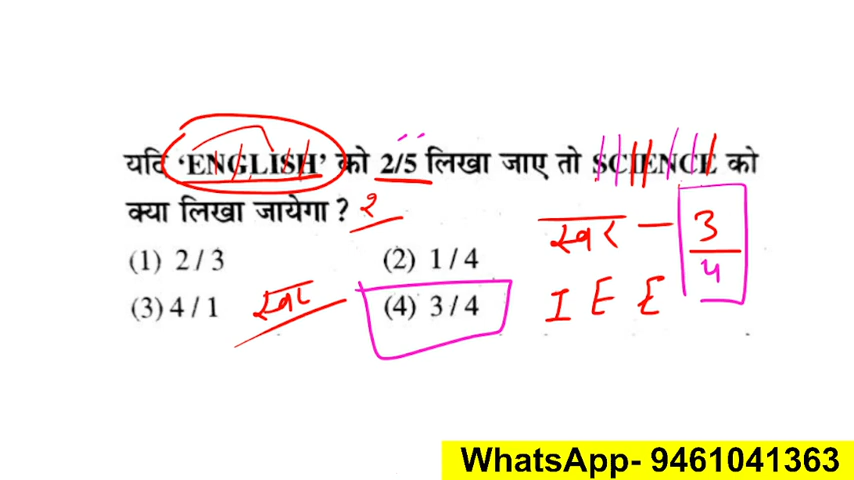 यदि 'ENGLISH' को 2/5 लिखा जाए तो SCIENCE को
क्या लिखा जायेगा ? २
(1) 2 / 3 (2) 1 / 4
(3) 4 / 1 (4) 3 / 4
स्वर
स्वर — 3/4
I E E
WhatsApp- 9461041363